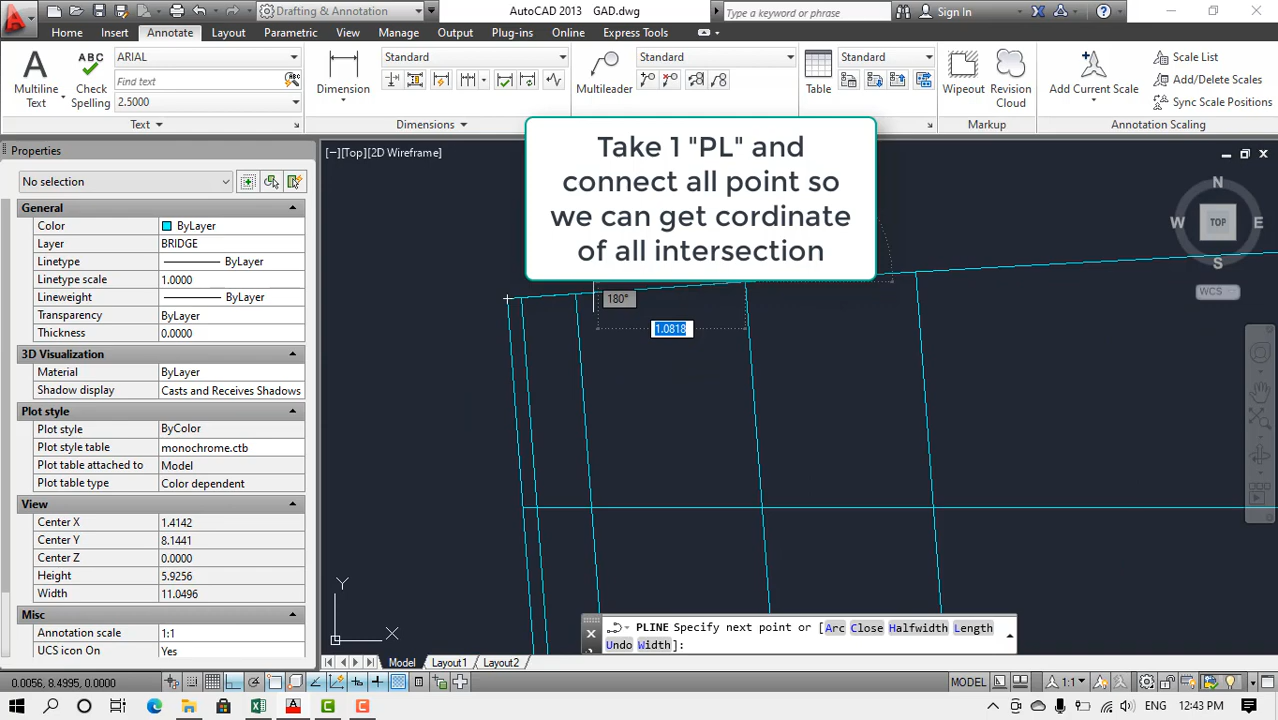 Drafting & Annotation
AutoCAD 2013 GAD.dwg
Type a keyword or phrase
Sign In
Home Insert Annotate Layout Parametric View Manage Output Plug-ins Online Express Tools
Multiline Text
ABC
Check Spelling
ARIAL
Find text
2.5000
Text
Dimension
Standard
Dimensions
Multileader
Standard
Table
Standard
Wipeout
Revision Cloud
Markup
Add Current Scale
Scale List
Add/Delete Scales
Sync Scale Positions
Annotation Scaling
Take 1 "PL" and
connect all point so
we can get cordinate
of all intersection
Properties
No selection
General
Color ByLayer
Layer BRIDGE
Linetype ByLayer
Linetype scale 1.0000
Lineweight ByLayer
Transparency ByLayer
Thickness 0.0000
3D Visualization
Material ByLayer
Shadow display Casts and Receives Shadows
Plot style
Plot style ByColor
Plot style table monochrome.ctb
Plot table attached to Model
Plot table type Color dependent
View
Center X 1.4142
Center Y 8.1441
Center Z 0.0000
Height 5.9256
Width 11.0496
Misc
Annotation scale 1:1
UCS icon On Yes
[−][Top][2D Wireframe]
N
W TOP E
S
WCS
180°
1.0818
Y
X
PLINE Specify next point or [Arc Close Halfwidth Length
Undo Width]:
Model Layout1 Layout2
0.0056, 8.4995, 0.0000
MODEL
1:1
ENG 12:43 PM